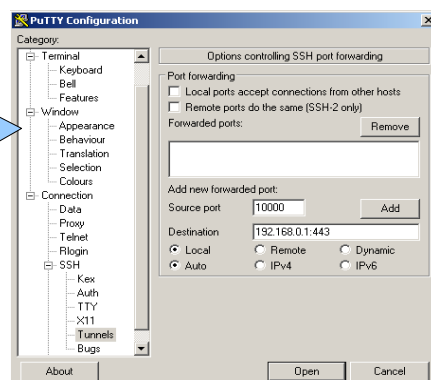 PuTTY Configuration
Category:
Terminal
Keyboard
Bell
Features
Window
Appearance
Behaviour
Translation
Selection
Colours
Connection
Data
Proxy
Telnet
Rlogin
SSH
Kex
Auth
TTY
X11
Tunnels
Bugs
Options controlling SSH port forwarding
Port forwarding
Local ports accept connections from other hosts
Remote ports do the same (SSH-2 only)
Forwarded ports: Remove
Add new forwarded port:
Source port 10000 Add
Destination 192.168.0.1:443
Local Remote Dynamic
Auto IPv4 IPv6
About Open Cancel